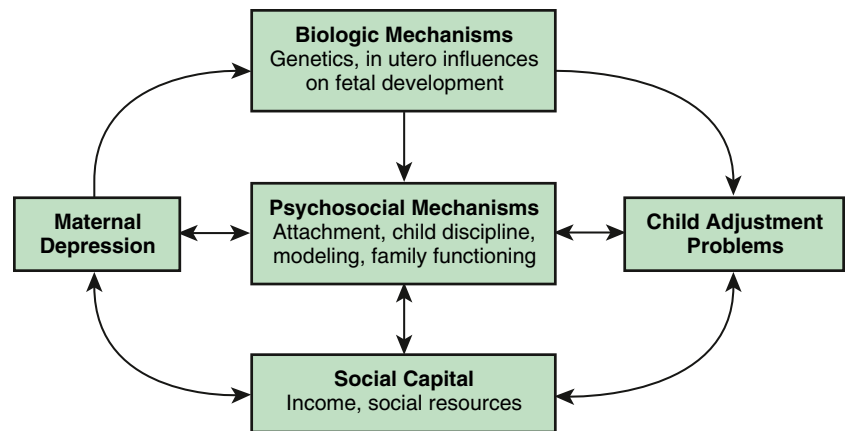 Biologic Mechanisms
Genetics, in utero influences
on fetal development
Maternal
Depression
Psychosocial Mechanisms
Attachment, child discipline,
modeling, family functioning
Child Adjustment
Problems
Social Capital
Income, social resources